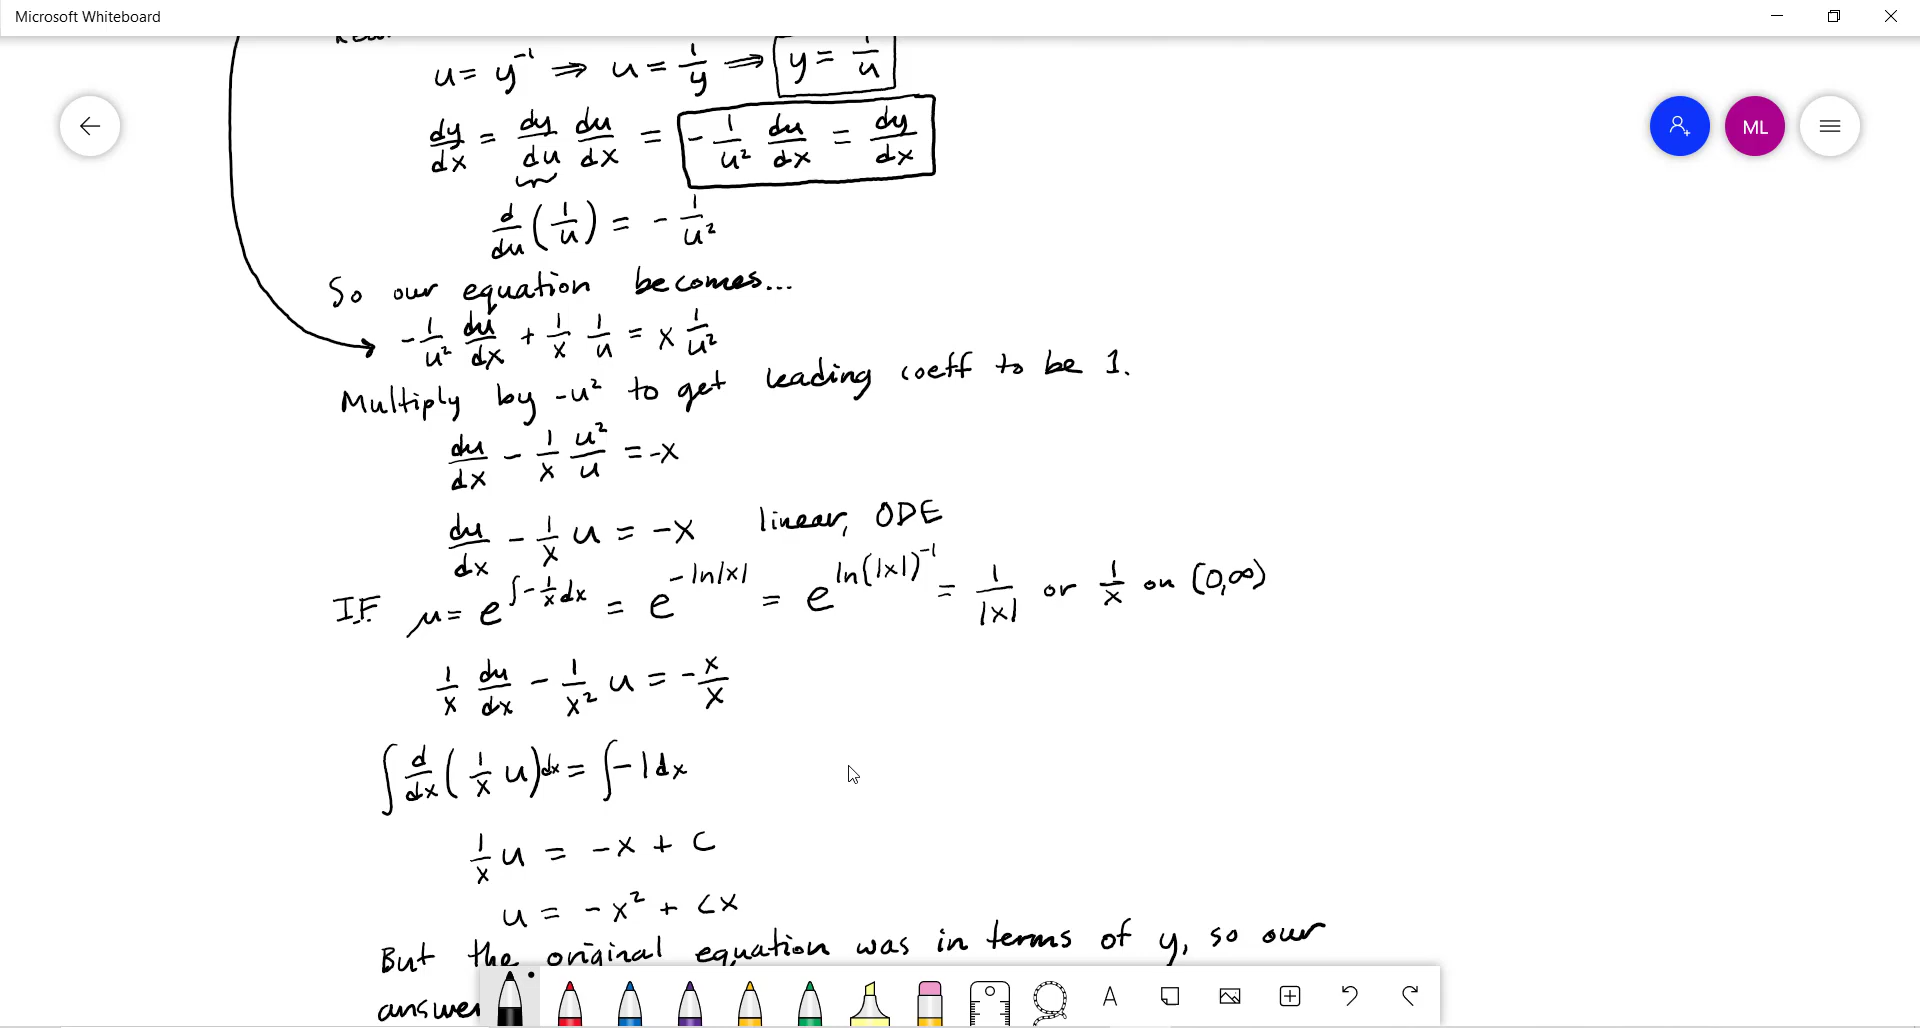 Microsoft Whiteboard
u = y⁻¹ ⇒ u = 1/y ⇒ y = 1/u
dy/dx = dy/du du/dx = -1/u² du/dx = dy/dx
ML
d/du (1/u) = -1/u²
So our equation becomes...
-1/u² du/dx + 1/x 1/u = x 1/u²
Multiply by -u² to get leading coeff to be 1.
du/dx - 1/x u²/u = -x
du/dx - 1/x u = -x linear, ODE
I.F. μ = e^(∫-1/x dx) = e^(-ln|x|) = e^(ln(|x|)⁻¹) = 1/|x| or 1/x on (0,∞)
1/x du/dx - 1/x² u = -x/x
∫ d/dx (1/x u) dx = ∫ -1 dx
1/x u = -x + C
u = -x² + Cx
But the original equation was in terms of y, so our
answer